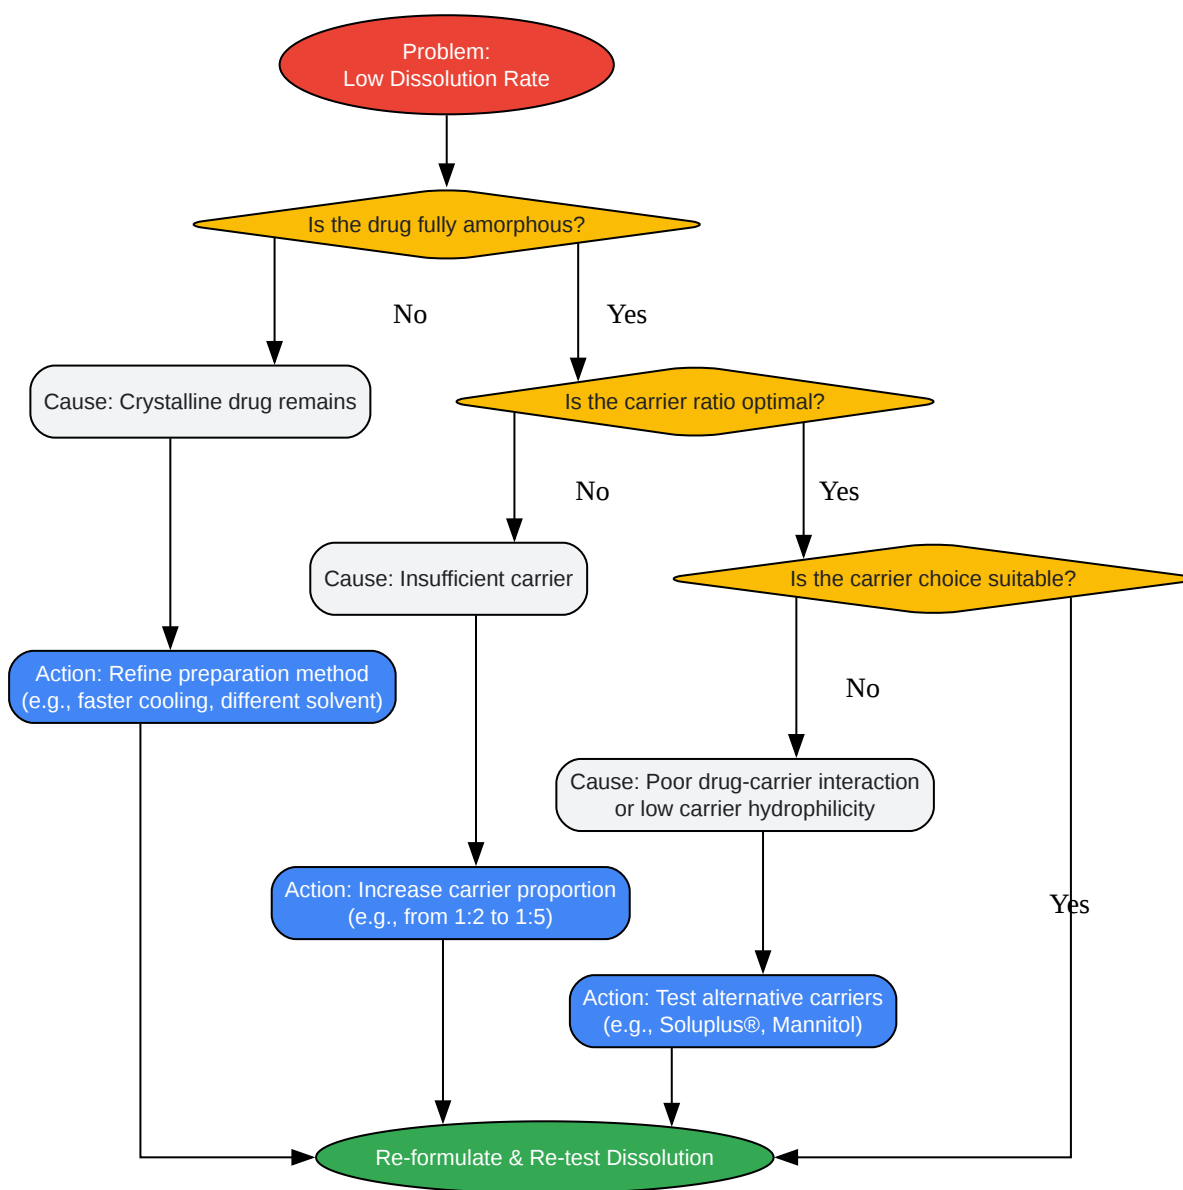 Problem:
Low Dissolution Rate
Is the drug fully amorphous?
No
Yes
Cause: Crystalline drug remains
Is the carrier ratio optimal?
No
Yes
Cause: Insufficient carrier
Is the carrier choice suitable?
Action: Refine preparation method
(e.g., faster cooling, different solvent)
No
Cause: Poor drug-carrier interaction
or low carrier hydrophilicity
Action: Increase carrier proportion
(e.g., from 1:2 to 1:5)
Yes
Action: Test alternative carriers
(e.g., Soluplus®, Mannitol)
Re-formulate & Re-test Dissolution